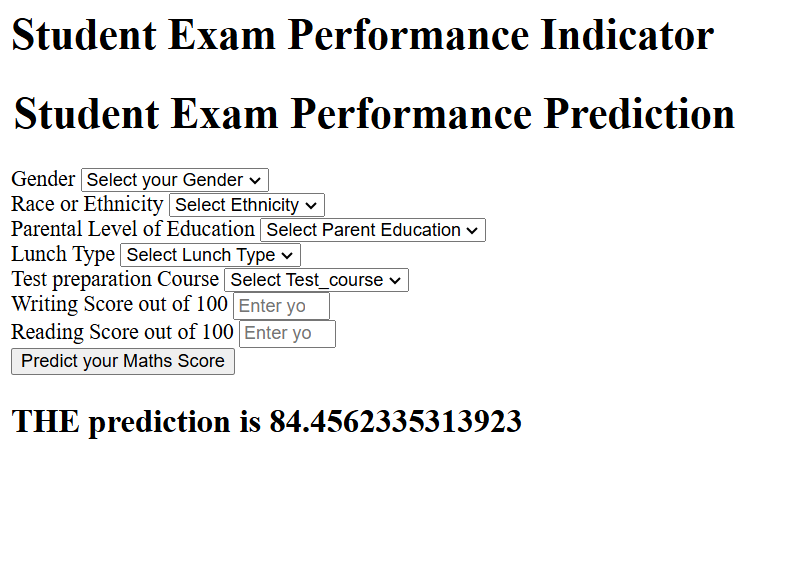 Student Exam Performance Indicator
Student Exam Performance Prediction
Gender Select your Gender
Race or Ethnicity Select Ethnicity
Parental Level of Education Select Parent Education
Lunch Type Select Lunch Type
Test preparation Course Select Test_course
Writing Score out of 100 Enter yo
Reading Score out of 100 Enter yo
Predict your Maths Score
THE prediction is 84.4562335313923